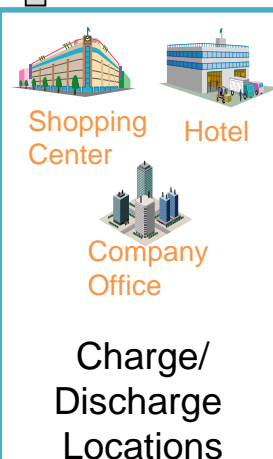 Shopping
Center
Hotel
Company
Office
Charge/
Discharge
Locations